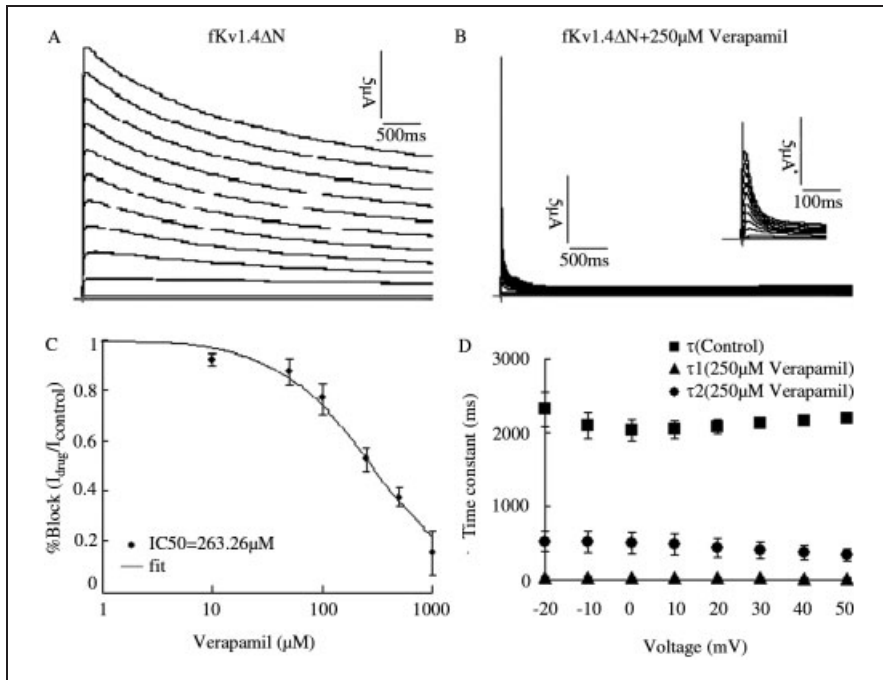 A fKv1.4ΔN
5μA
500ms
B fKv1.4ΔN+250μM Verapamil
5μA
500ms
5μA
100ms
C
%Block (Idrug/Icontrol)
1
0.8
0.6
0.4
0.2
0
IC50=263.26μM
fit
1 10 100 1000
Verapamil (μM)
D
τ(Control)
τ1(250μM Verapamil)
τ2(250μM Verapamil)
Time constant (ms)
3000
2000
1000
0
-20 -10 0 10 20 30 40 50
Voltage (mV)